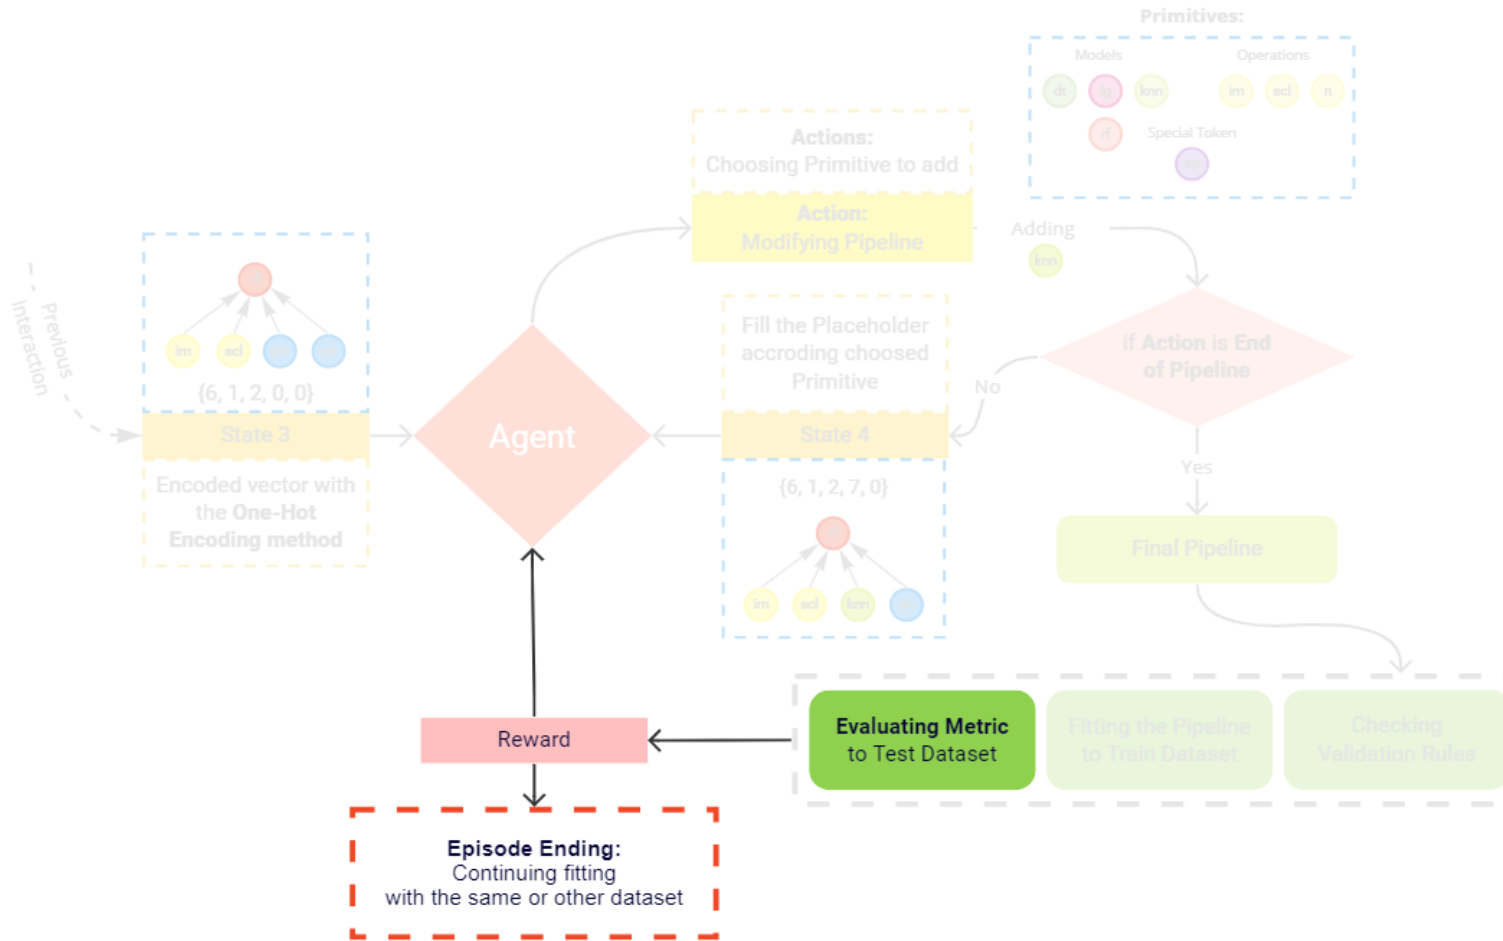 Primitives:
Models
Operations
dt
lg
knn
im
scl
n
rf
Special Token
ep
Actions:
Choosing Primitive to add
Action:
Modifying Pipeline
Adding
knn
Previous
interaction
im
scl
{6, 1, 2, 0, 0}
State 3
Encoded vector with
the One-Hot
Encoding method
Agent
Fill the Placeholder
accroding choosed
Primitive
No
State 4
{6, 1, 2, 7, 0}
im
scl
knn
if Action is End
of Pipeline
Yes
Final Pipeline
Evaluating Metric
to Test Dataset
Fitting the Pipeline
to Train Dataset
Checking
Validation Rules
Reward
Episode Ending:
Continuing fitting
with the same or other dataset